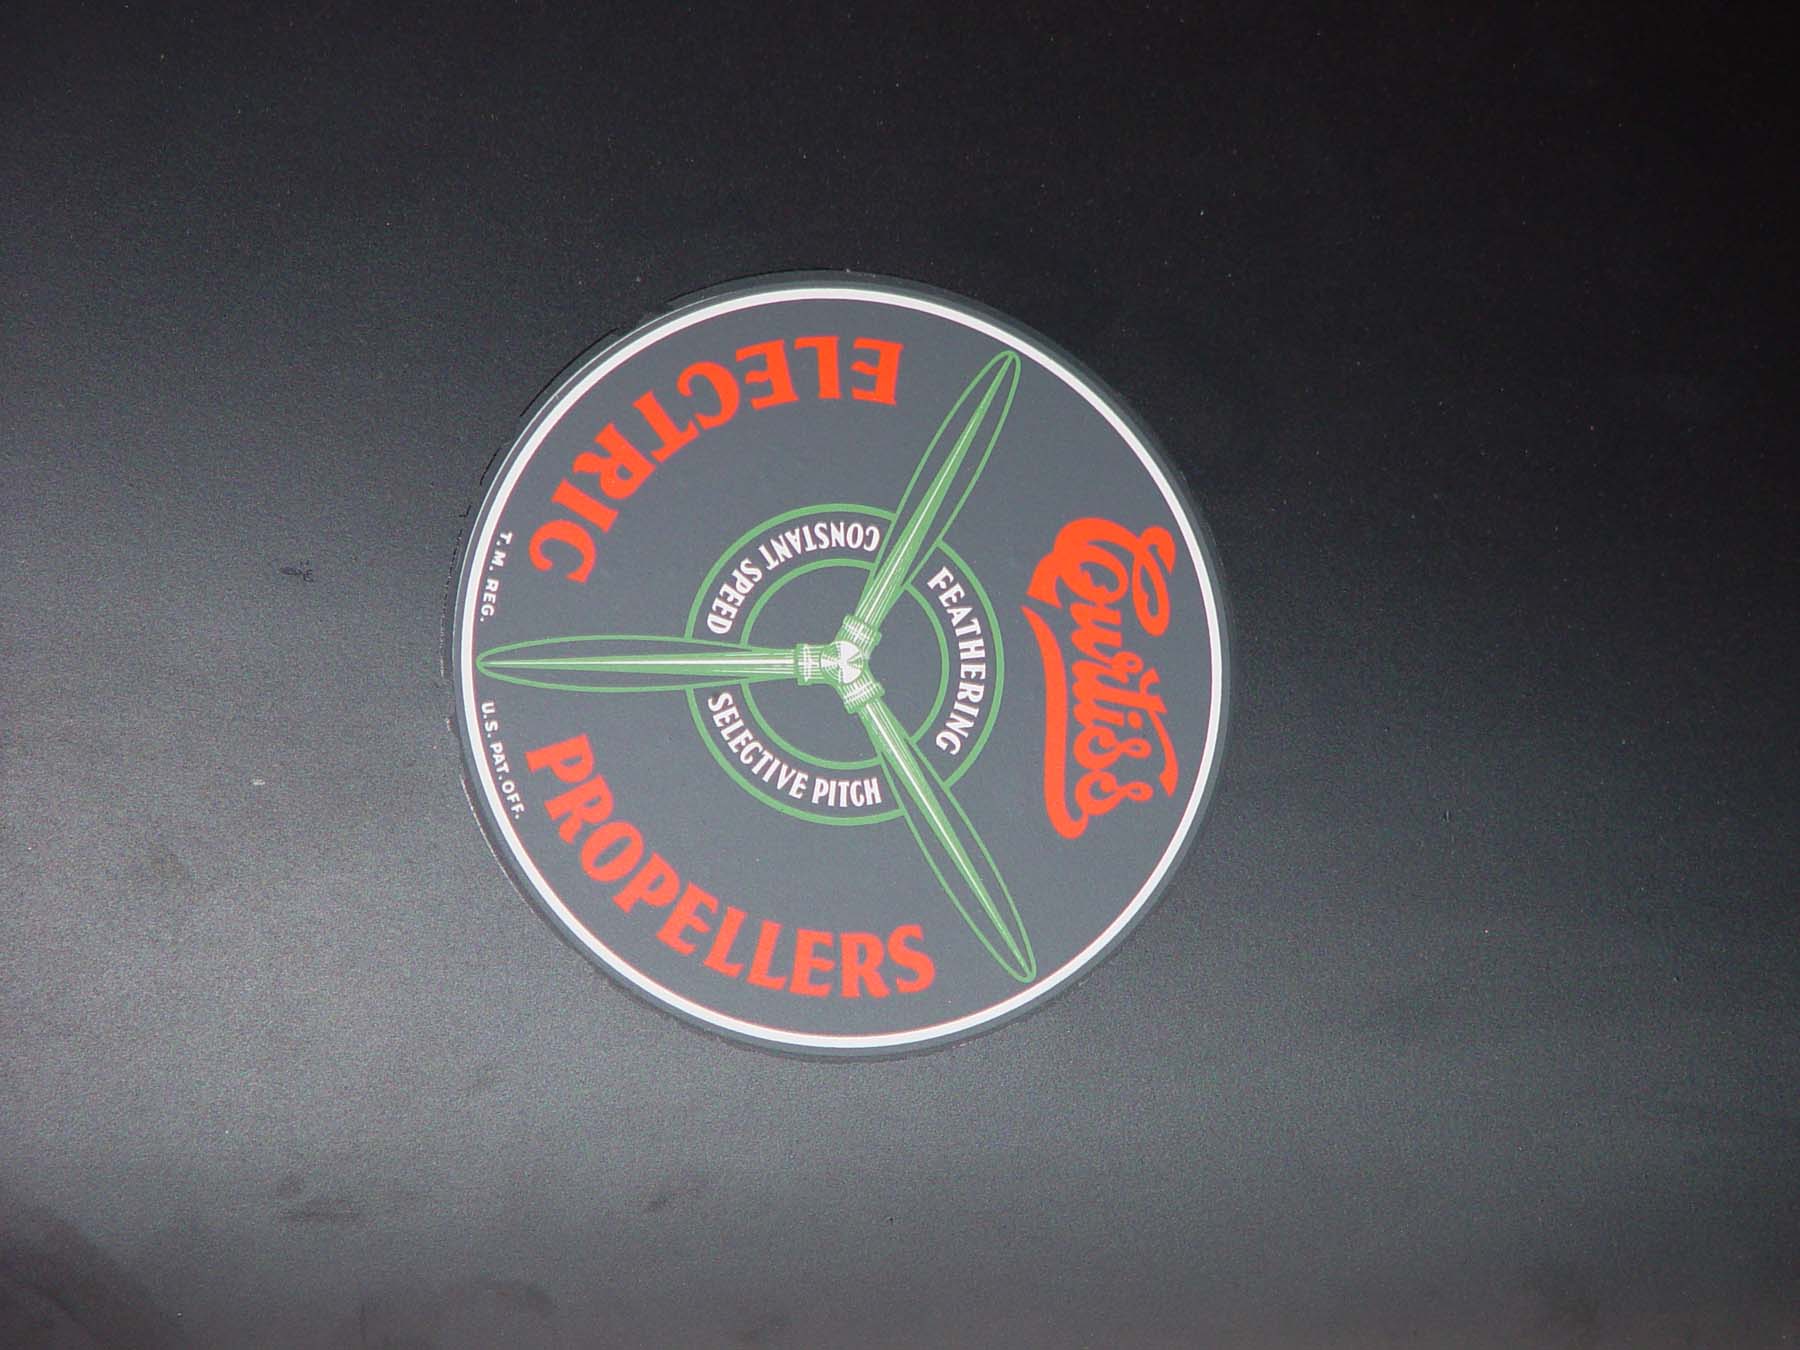 Curtiss
ELECTRIC
PROPELLERS
FEATHERING
CONSTANT SPEED
SELECTIVE PITCH
T.M. REG.
U.S. PAT. OFF.